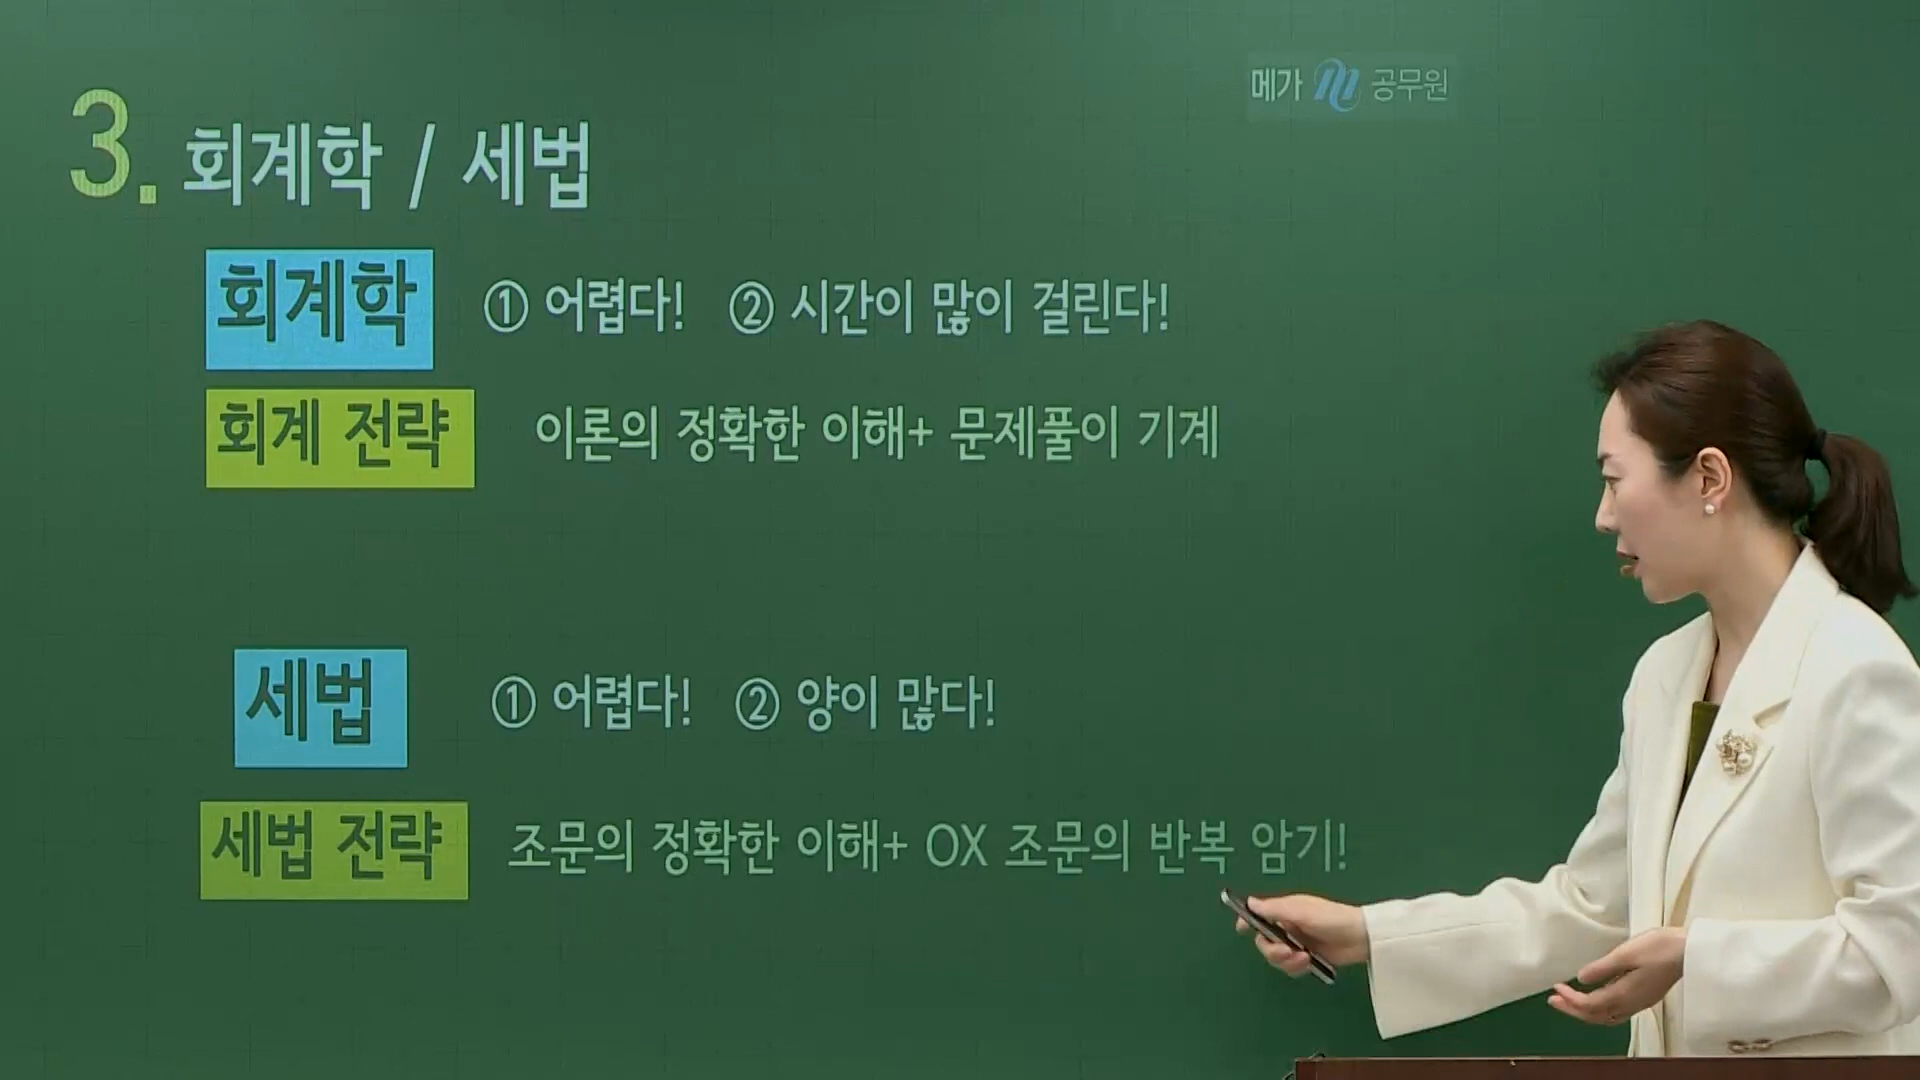 메가 공무원
3. 회계학 / 세법
회계학 ① 어렵다! ② 시간이 많이 걸린다!
회계 전략 이론의 정확한 이해+ 문제풀이 기계
세법 ① 어렵다! ② 양이 많다!
세법 전략 조문의 정확한 이해+ OX 조문의 반복 암기!